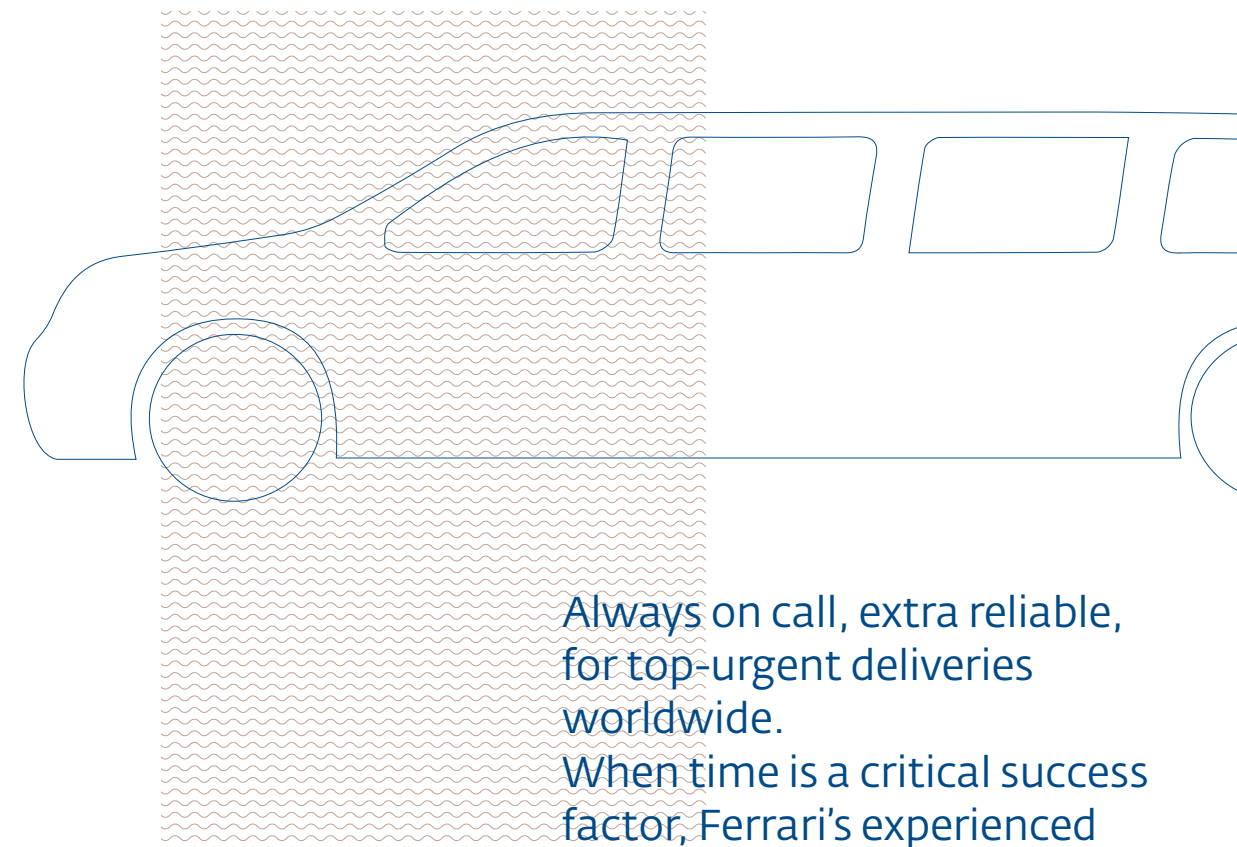 Always on call, extra reliable,
for top-urgent deliveries
worldwide.
When time is a critical success
factor, Ferrari's experienced